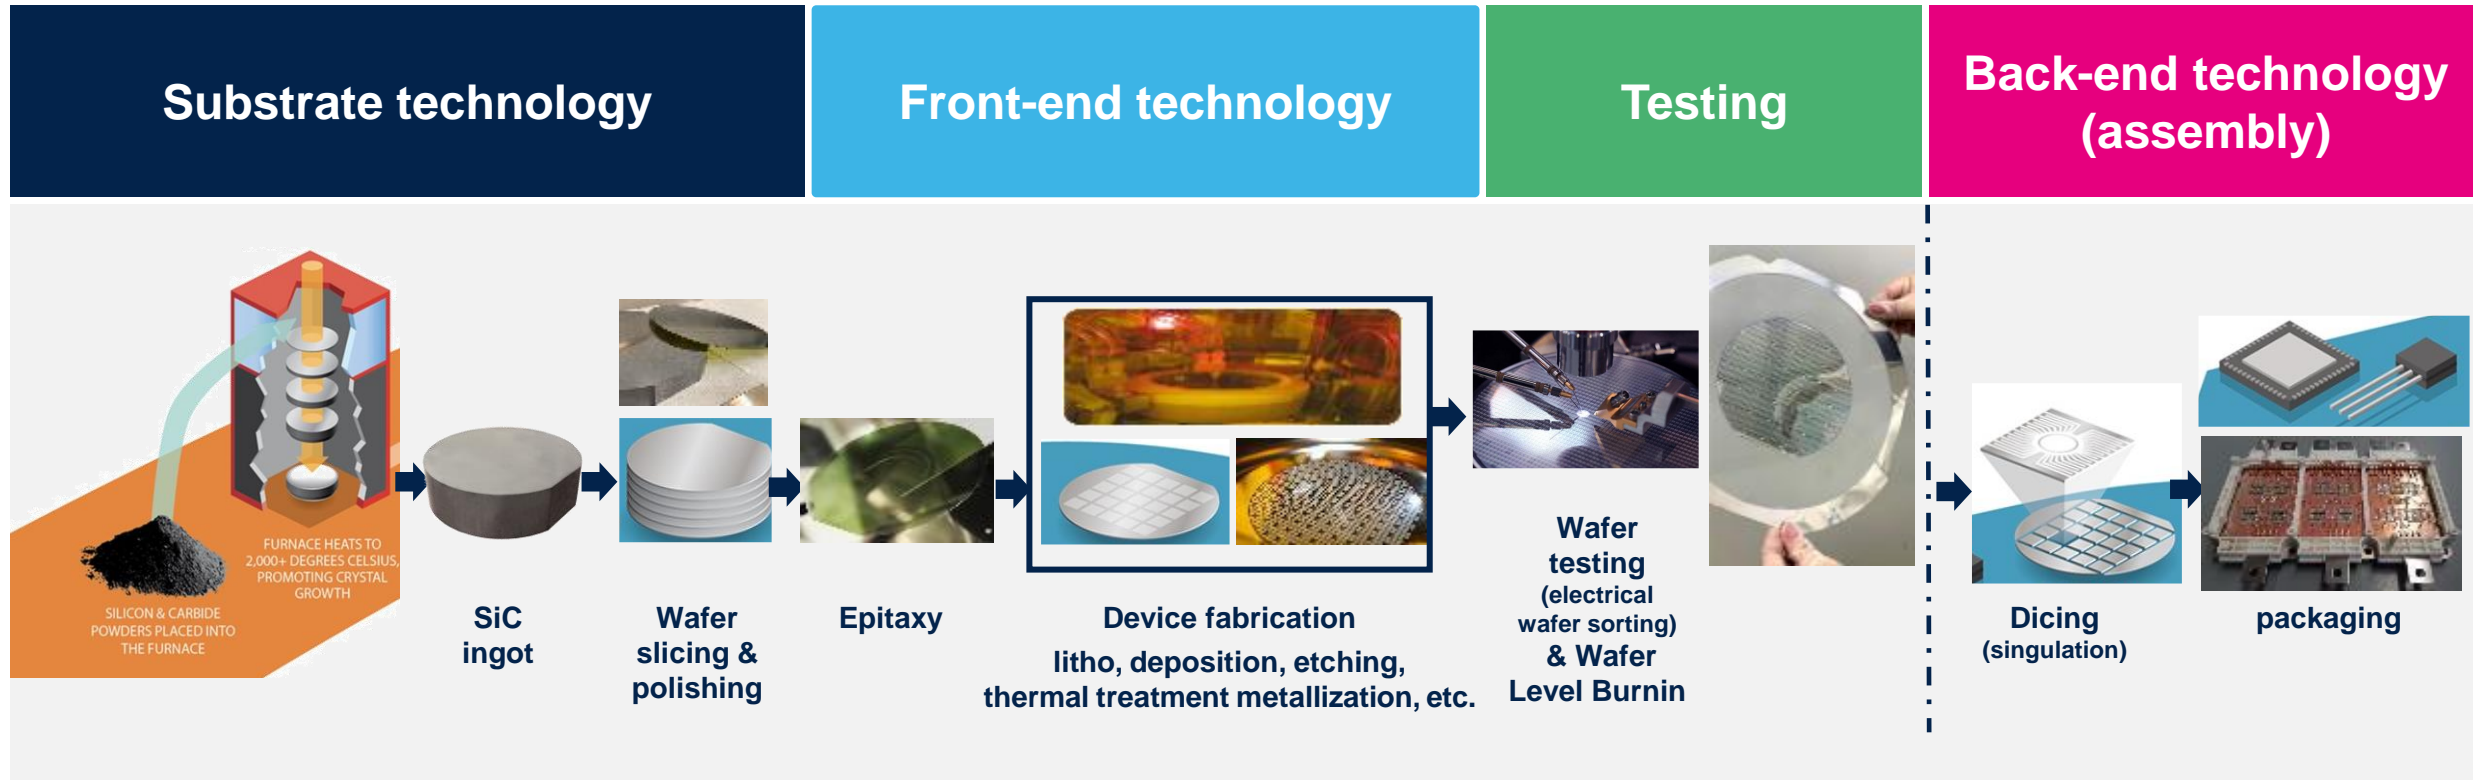 Substrate technology
Front-end technology
Testing
Back-end technology
(assembly)
SILICON & CARBIDE
POWDERS PLACED INTO
THE FURNACE
FURNACE HEATS TO
2,000+ DEGREES CELSIUS,
PROMOTING CRYSTAL
GROWTH
SiC
ingot
Wafer
slicing &
polishing
Epitaxy
Device fabrication
litho, deposition, etching,
thermal treatment metallization, etc.
Wafer
testing
(electrical
wafer sorting)
& Wafer
Level Burnin
Dicing
(singulation)
packaging